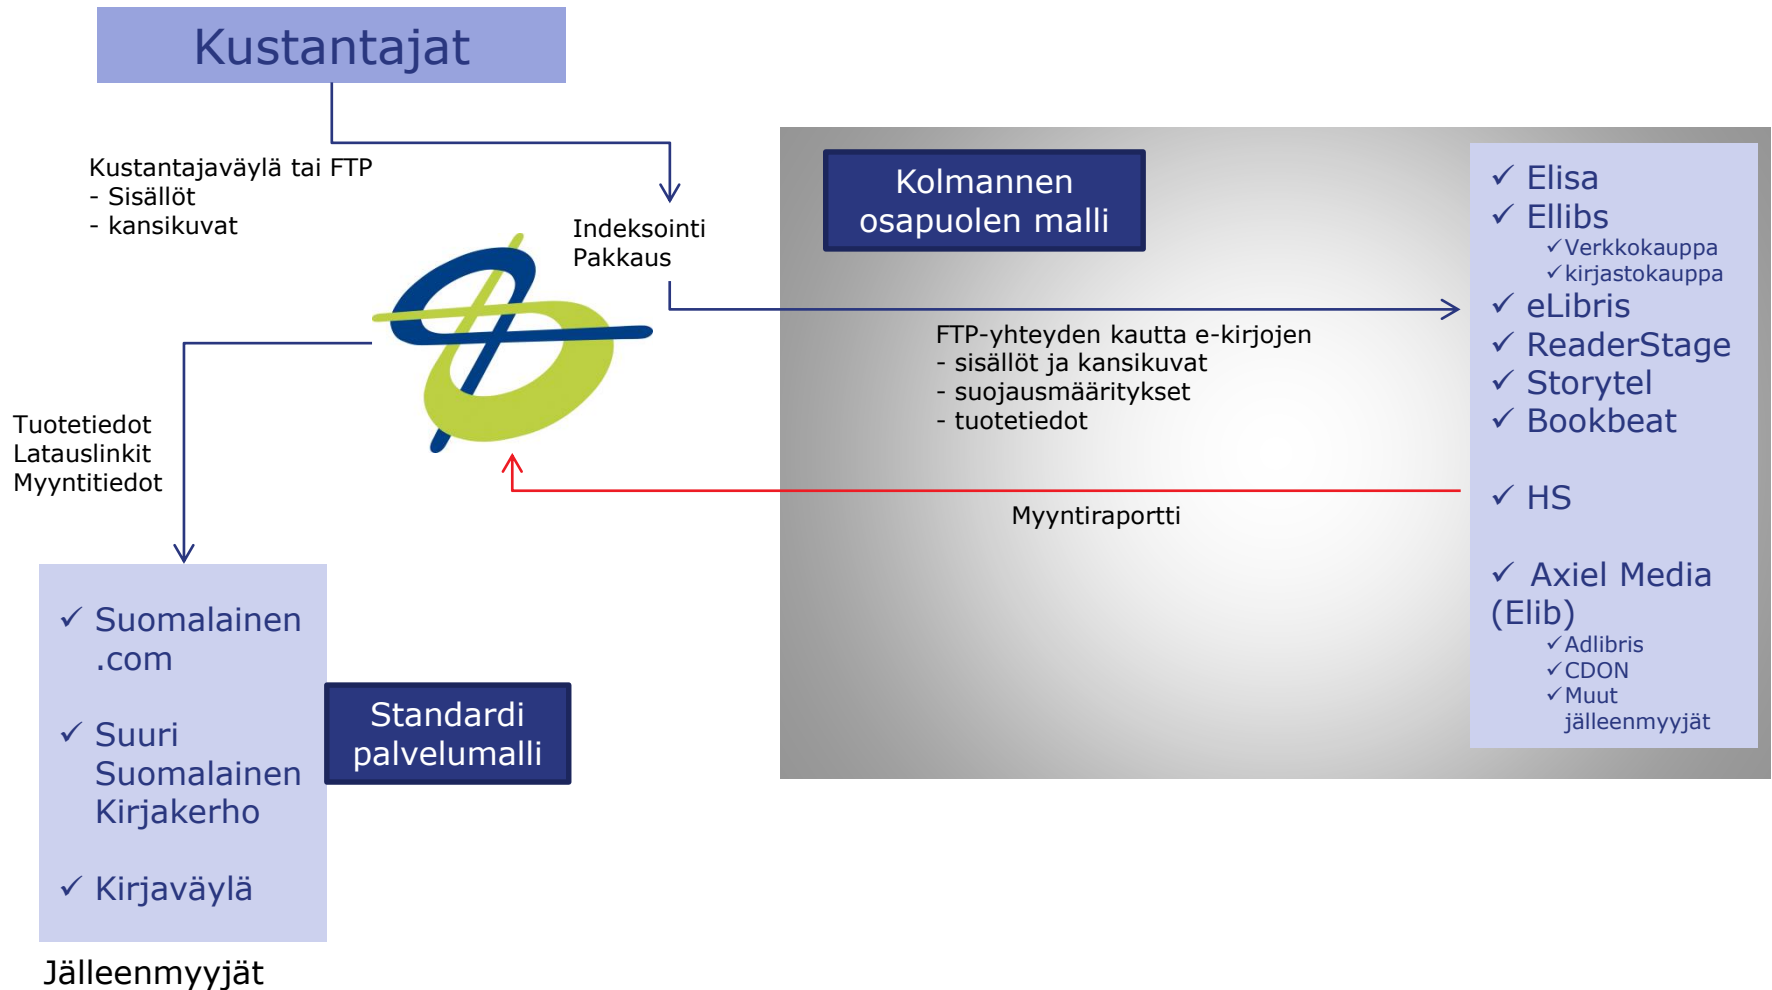 Kustantajat
Kustantajaväylä tai FTP
- Sisällöt
- kansikuvat
Indeksointi
Pakkaus
Kolmannen
osapuolen malli
FTP-yhteyden kautta e-kirjojen
- sisällöt ja kansikuvat
- suojausmääritykset
- tuotetiedot
Myyntiraportti
✓ Elisa
✓ Ellibs
✓Verkkokauppa
✓kirjastokauppa
✓ eLibris
✓ ReaderStage
✓ Storytel
✓ Bookbeat
✓ HS
✓ Axiel Media
(Elib)
✓Adlibris
✓CDON
✓Muut
jälleenmyyjät
Tuotetiedot
Latauslinkit
Myyntitiedot
✓ Suomalainen
.com
✓ Suuri
Suomalainen
Kirjakerho
✓ Kirjaväylä
Standardi
palvelumalli
Jälleenmyyjät